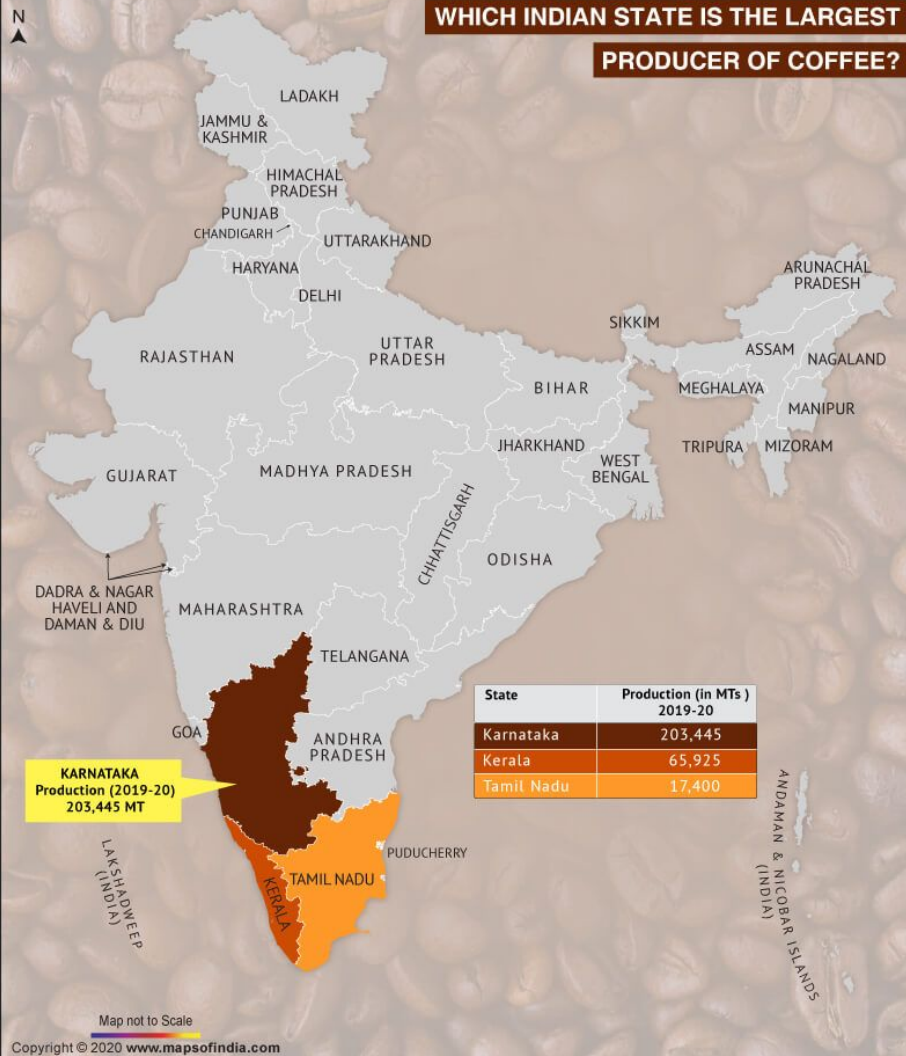 N
WHICH INDIAN STATE IS THE LARGEST
PRODUCER OF COFFEE?
LADAKH
JAMMU &
KASHMIR
HIMACHAL
PRADESH
PUNJAB
CHANDIGARH
UTTARAKHAND
HARYANA
DELHI
ARUNACHAL
PRADESH
SIKKIM
RAJASTHAN
UTTAR
PRADESH
ASSAM
NAGALAND
BIHAR
MEGHALAYA
MANIPUR
JHARKHAND
TRIPURA
MIZORAM
GUJARAT
MADHYA PRADESH
WEST
BENGAL
CHHATTISGARH
ODISHA
DADRA & NAGAR
HAVELI AND
DAMAN & DIU
MAHARASHTRA
TELANGANA
State Production (in MTs )
2019-20
Karnataka 203,445
Kerala 65,925
Tamil Nadu 17,400
GOA
ANDHRA
PRADESH
KARNATAKA
Production (2019-20)
203,445 MT
ANDAMAN & NICOBAR ISLANDS
(INDIA)
LAKSHADWEEP
(INDIA)
PUDUCHERRY
TAMIL NADU
KERALA
Map not to Scale
Copyright © 2020 www.mapsofindia.com